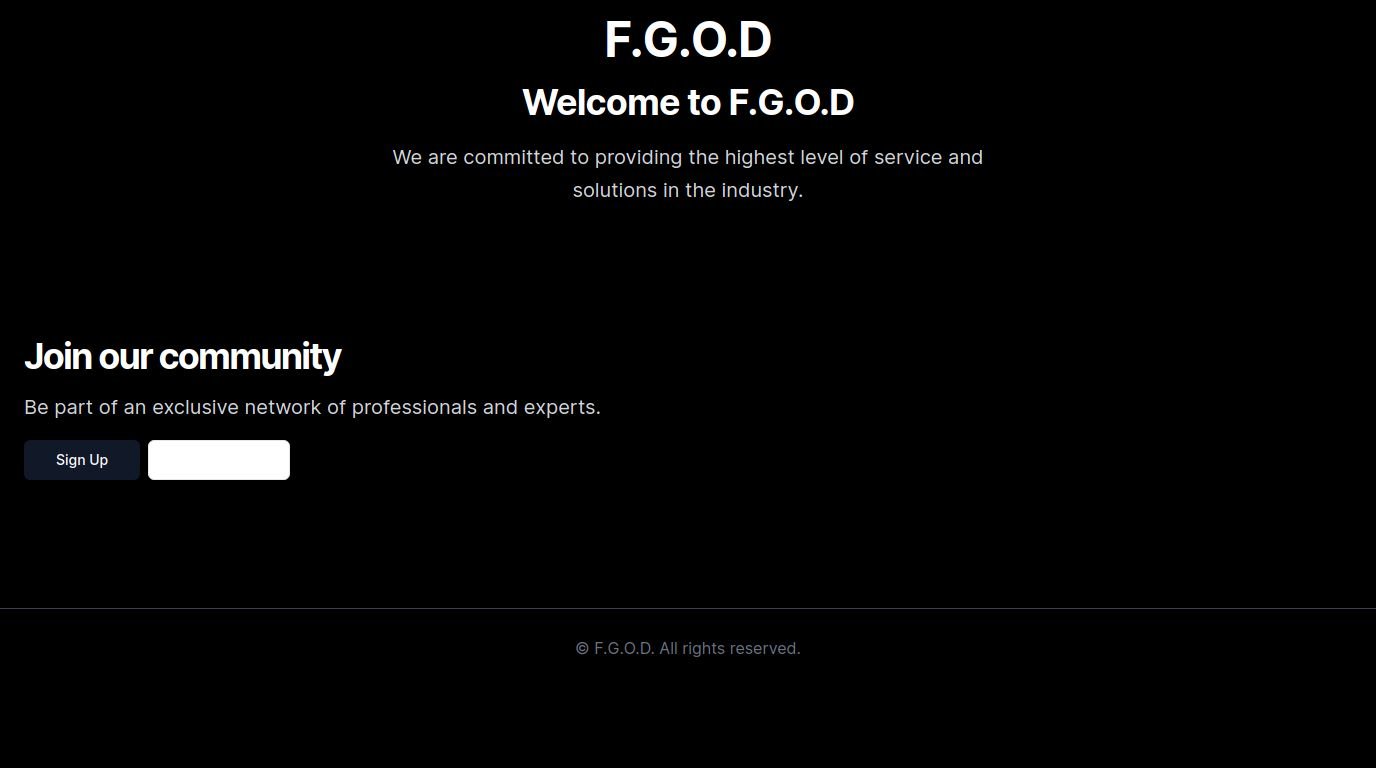 F.G.O.D
Welcome to F.G.O.D
We are committed to providing the highest level of service and
solutions in the industry.
Join our community
Be part of an exclusive network of professionals and experts.
Sign Up
© F.G.O.D. All rights reserved.